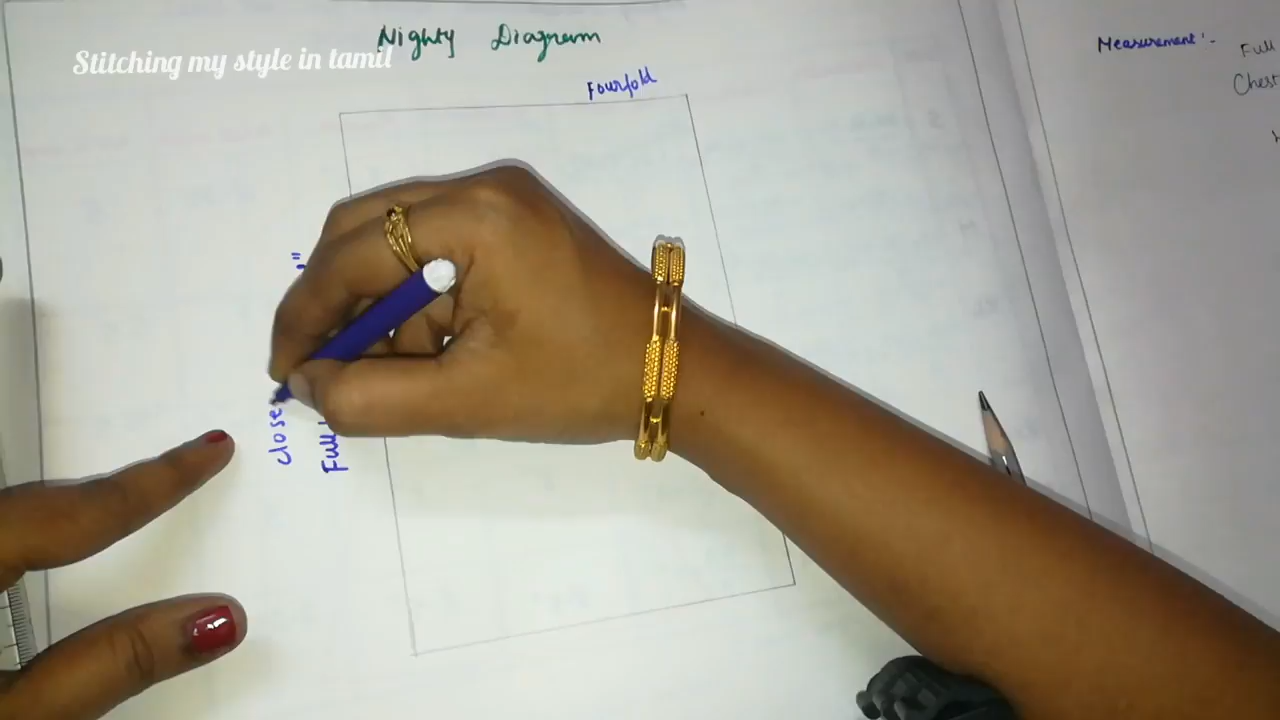 Nighty Diagram
Stitching my style in tamil
Fourfold
Measurement:-
Full
Chest
close
Full